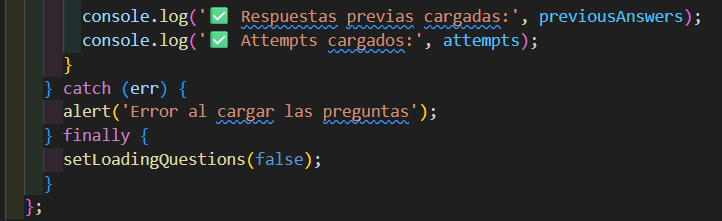 console.log('✅ Respuestas previas cargadas:', previousAnswers);
console.log('✅ Attempts cargados:', attempts);
}
} catch (err) {
alert('Error al cargar las preguntas');
} finally {
setLoadingQuestions(false);
}
};